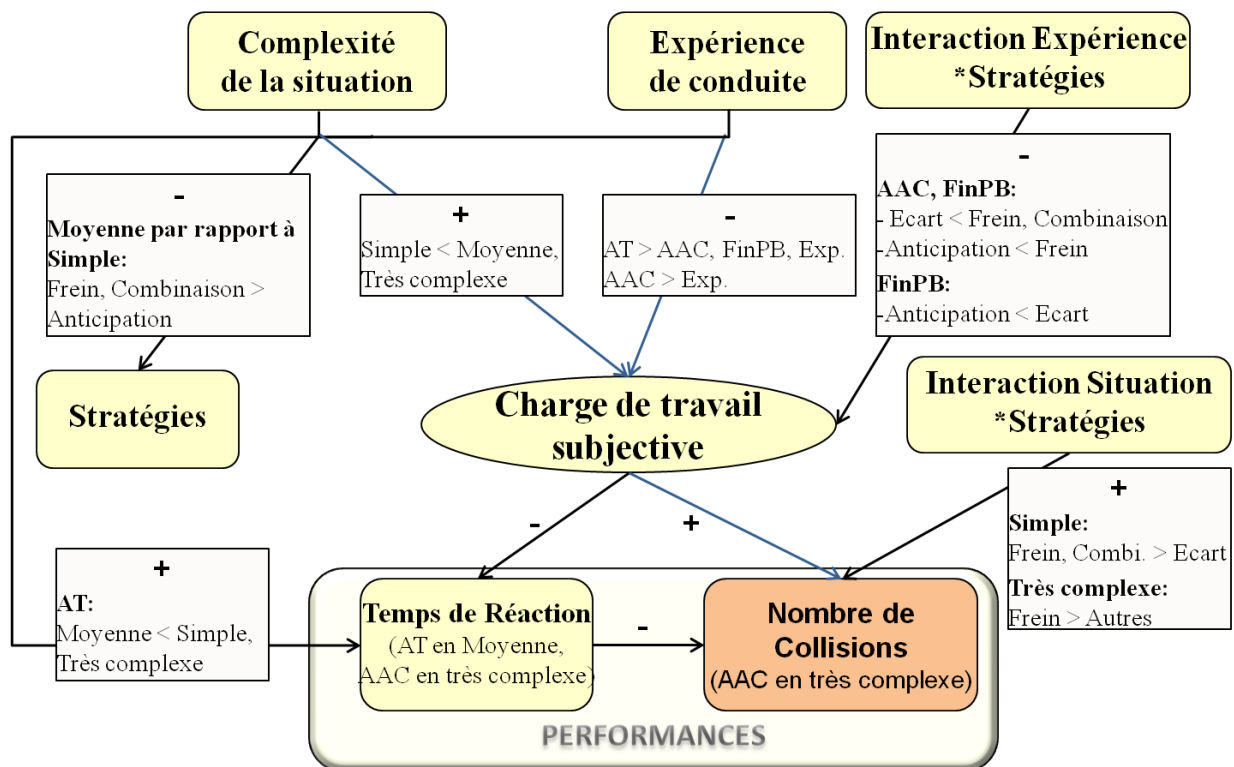 Complexité
de la situation
Expérience
de conduite
Interaction Expérience
*Stratégies
-
Moyenne par rapport à
Simple:
Frein, Combinaison >
Anticipation
+
Simple < Moyenne,
Très complexe
-
AT > AAC, FinPB, Exp.
AAC > Exp.
-
AAC, FinPB:
- Ecart < Frein, Combinaison
-Anticipation < Frein
FinPB:
-Anticipation < Ecart
Stratégies
Charge de travail
subjective
Interaction Situation
*Stratégies
-
+
+
Simple:
Frein, Combi. > Ecart
Très complexe:
Frein > Autres
+
AT:
Moyenne < Simple,
Très complexe
Temps de Réaction
(AT en Moyenne,
AAC en très complexe)
-
Nombre de
Collisions
(AAC en très complexe)
PERFORMANCES